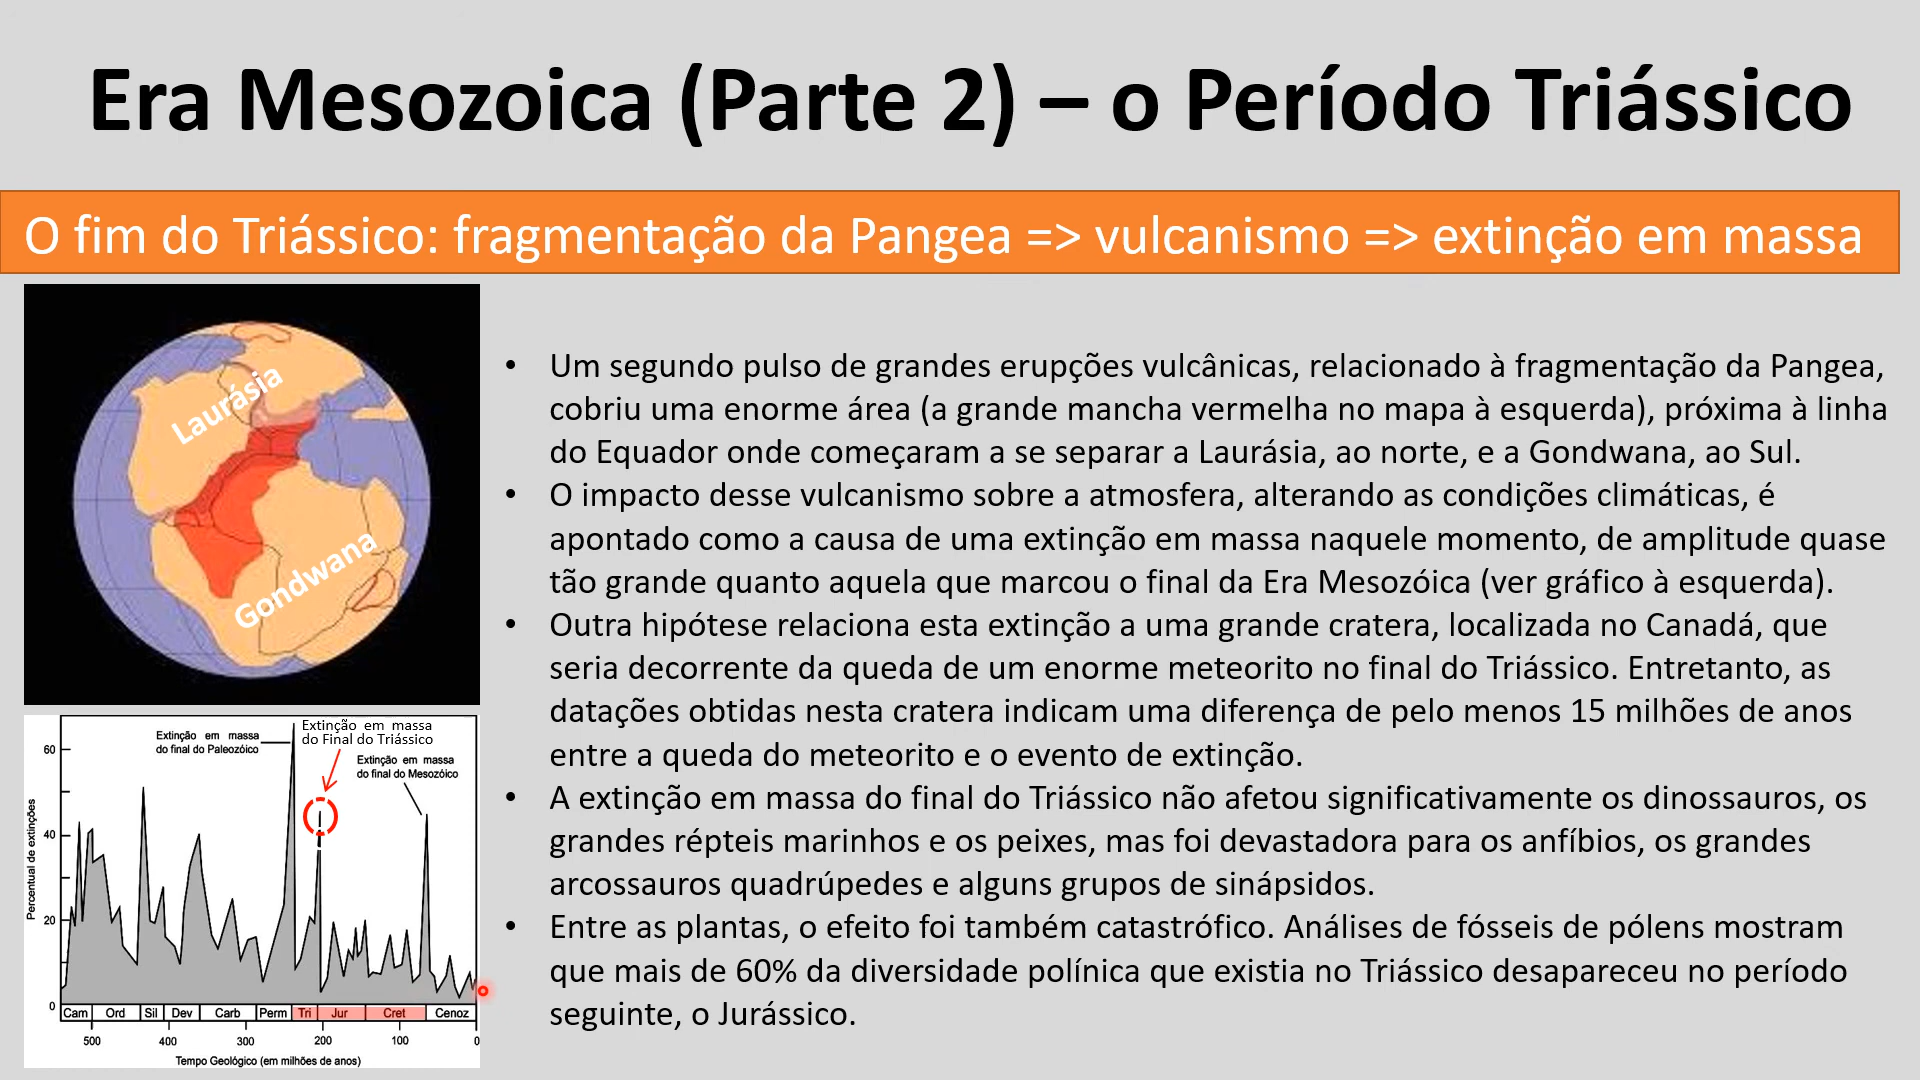 Era Mesozoica (Parte 2) – o Período Triássico
O fim do Triássico: fragmentação da Pangea => vulcanismo => extinção em massa
Laurásia
Gondwana
• Um segundo pulso de grandes erupções vulcânicas, relacionado à fragmentação da Pangea,
cobriu uma enorme área (a grande mancha vermelha no mapa à esquerda), próxima à linha
do Equador onde começaram a se separar a Laurásia, ao norte, e a Gondwana, ao Sul.
• O impacto desse vulcanismo sobre a atmosfera, alterando as condições climáticas, é
apontado como a causa de uma extinção em massa naquele momento, de amplitude quase
tão grande quanto aquela que marcou o final da Era Mesozóica (ver gráfico à esquerda).
• Outra hipótese relaciona esta extinção a uma grande cratera, localizada no Canadá, que
seria decorrente da queda de um enorme meteorito no final do Triássico. Entretanto, as
datações obtidas nesta cratera indicam uma diferença de pelo menos 15 milhões de anos
entre a queda do meteorito e o evento de extinção.
• A extinção em massa do final do Triássico não afetou significativamente os dinossauros, os
grandes répteis marinhos e os peixes, mas foi devastadora para os anfíbios, os grandes
arcossauros quadrúpedes e alguns grupos de sinápsidos.
• Entre as plantas, o efeito foi também catastrófico. Análises de fósseis de pólens mostram
que mais de 60% da diversidade polínica que existia no Triássico desapareceu no período
seguinte, o Jurássico.
Extinção em massa
do final do Paleozóico
Extinção em massa
do Final do Triássico
Extinção em massa
do final do Mesozóico
Percentual de extinções
60
40
20
0
Cam Ord Sil Dev Carb Perm Tri Jur Cret Cenoz
500 400 300 200 100 0
Tempo Geológico (em milhões de anos)